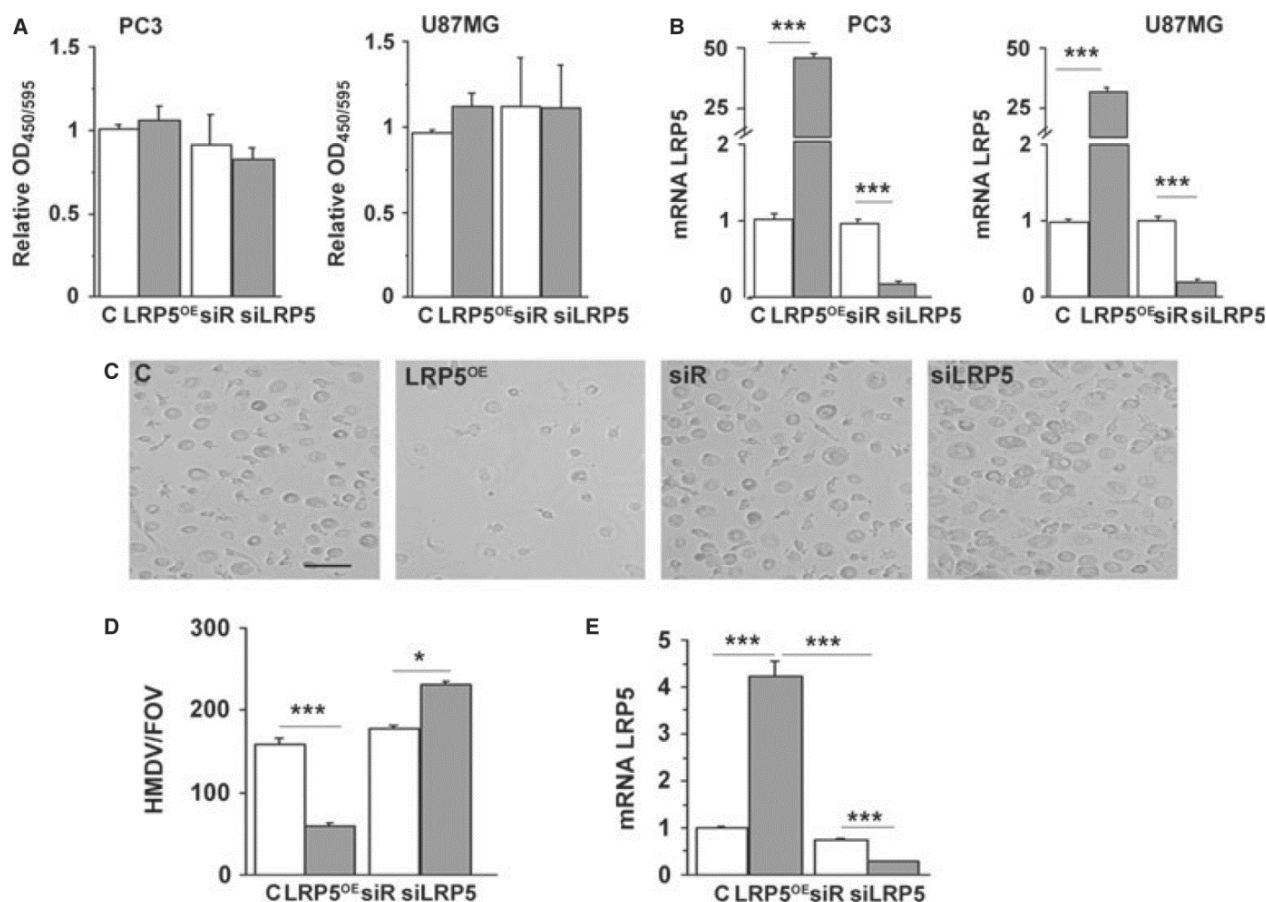 A
PC3
Relative OD450/595
1.5
1
0.5
0
C LRP5OE siR siLRP5
U87MG
Relative OD450/595
1.5
1
0.5
0
C LRP5OE siR siLRP5
B
PC3
mRNA LRP5
50
25
2
1
0
***
***
C LRP5OE siR siLRP5
U87MG
mRNA LRP5
50
25
2
1
0
***
***
C LRP5OE siR siLRP5
C
C
LRP5OE
siR
siLRP5
D
HMDV/FOV
300
200
100
0
***
*
C LRP5OE siR siLRP5
E
mRNA LRP5
5
4
3
2
1
0
***
***
***
C LRP5OE siR siLRP5